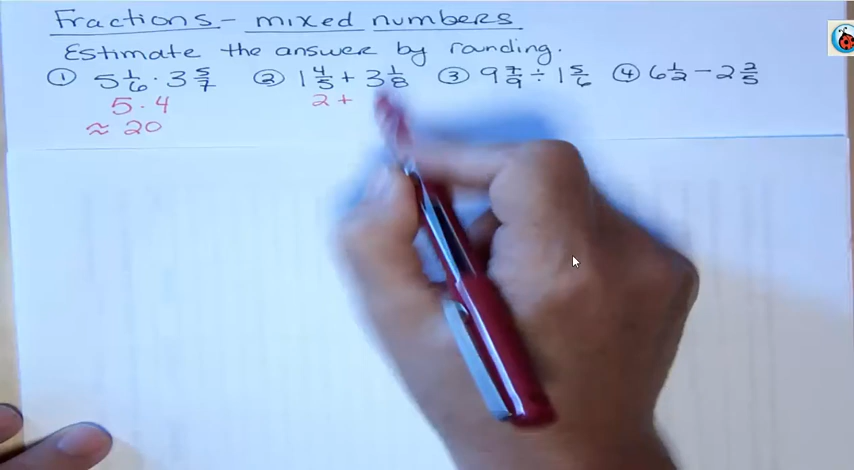 Fractions - mixed numbers
Estimate the answer by rounding.
① 5 1/6 · 3 5/7 ② 1 4/5 + 3 1/8 ③ 9 7/9 ÷ 1 5/6 ④ 6 1/2 - 2 2/5
5 · 4 2 +
≈ 20